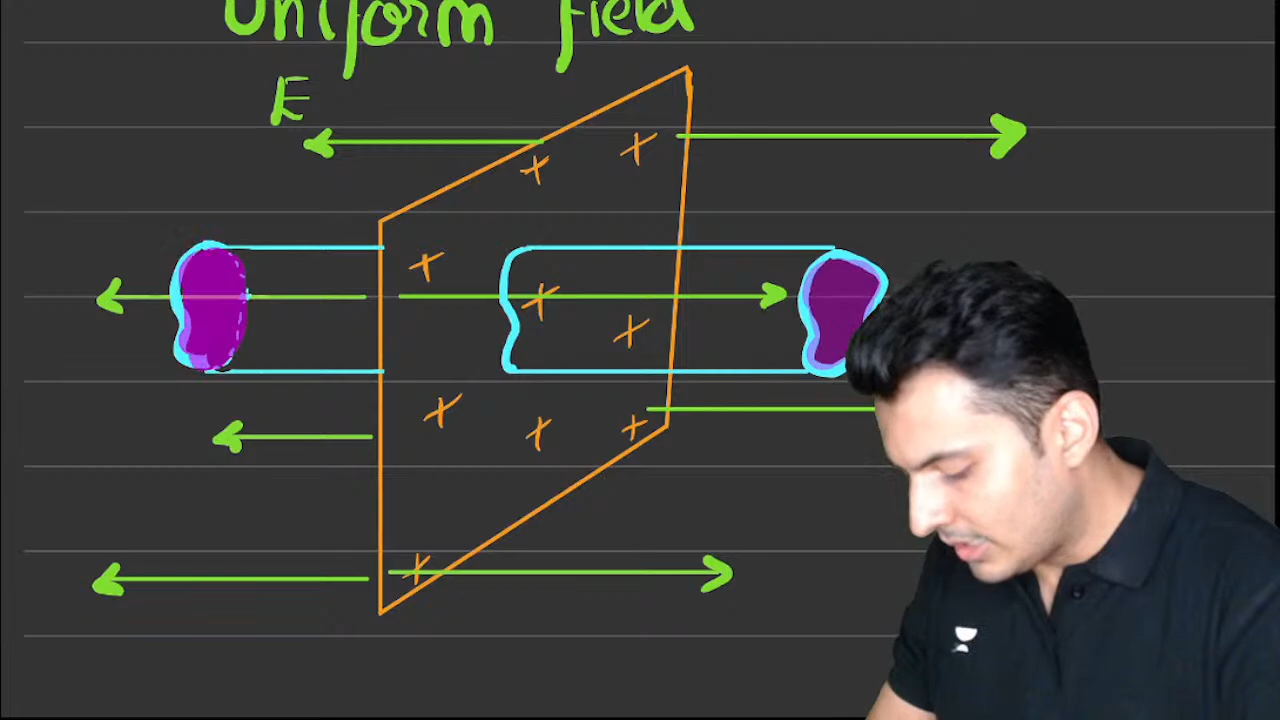 Uniform field
E
+ +
+
+
+
+ + +
+